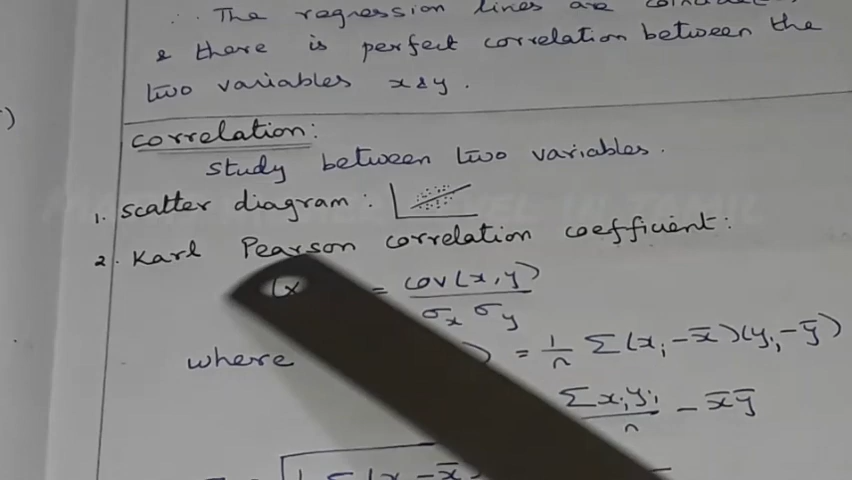 ∴ The regression lines are
& there is perfect correlation between the
two variables x & y.
correlation:
study between two variables.
1. scatter diagram:
2. Karl Pearson correlation coefficient:
(x = cov(x,y) / σx σy
where ) = 1/n Σ(xi - x̄)(yi - ȳ)
Σxiyi / n - x̄ȳ
(x - x̄)